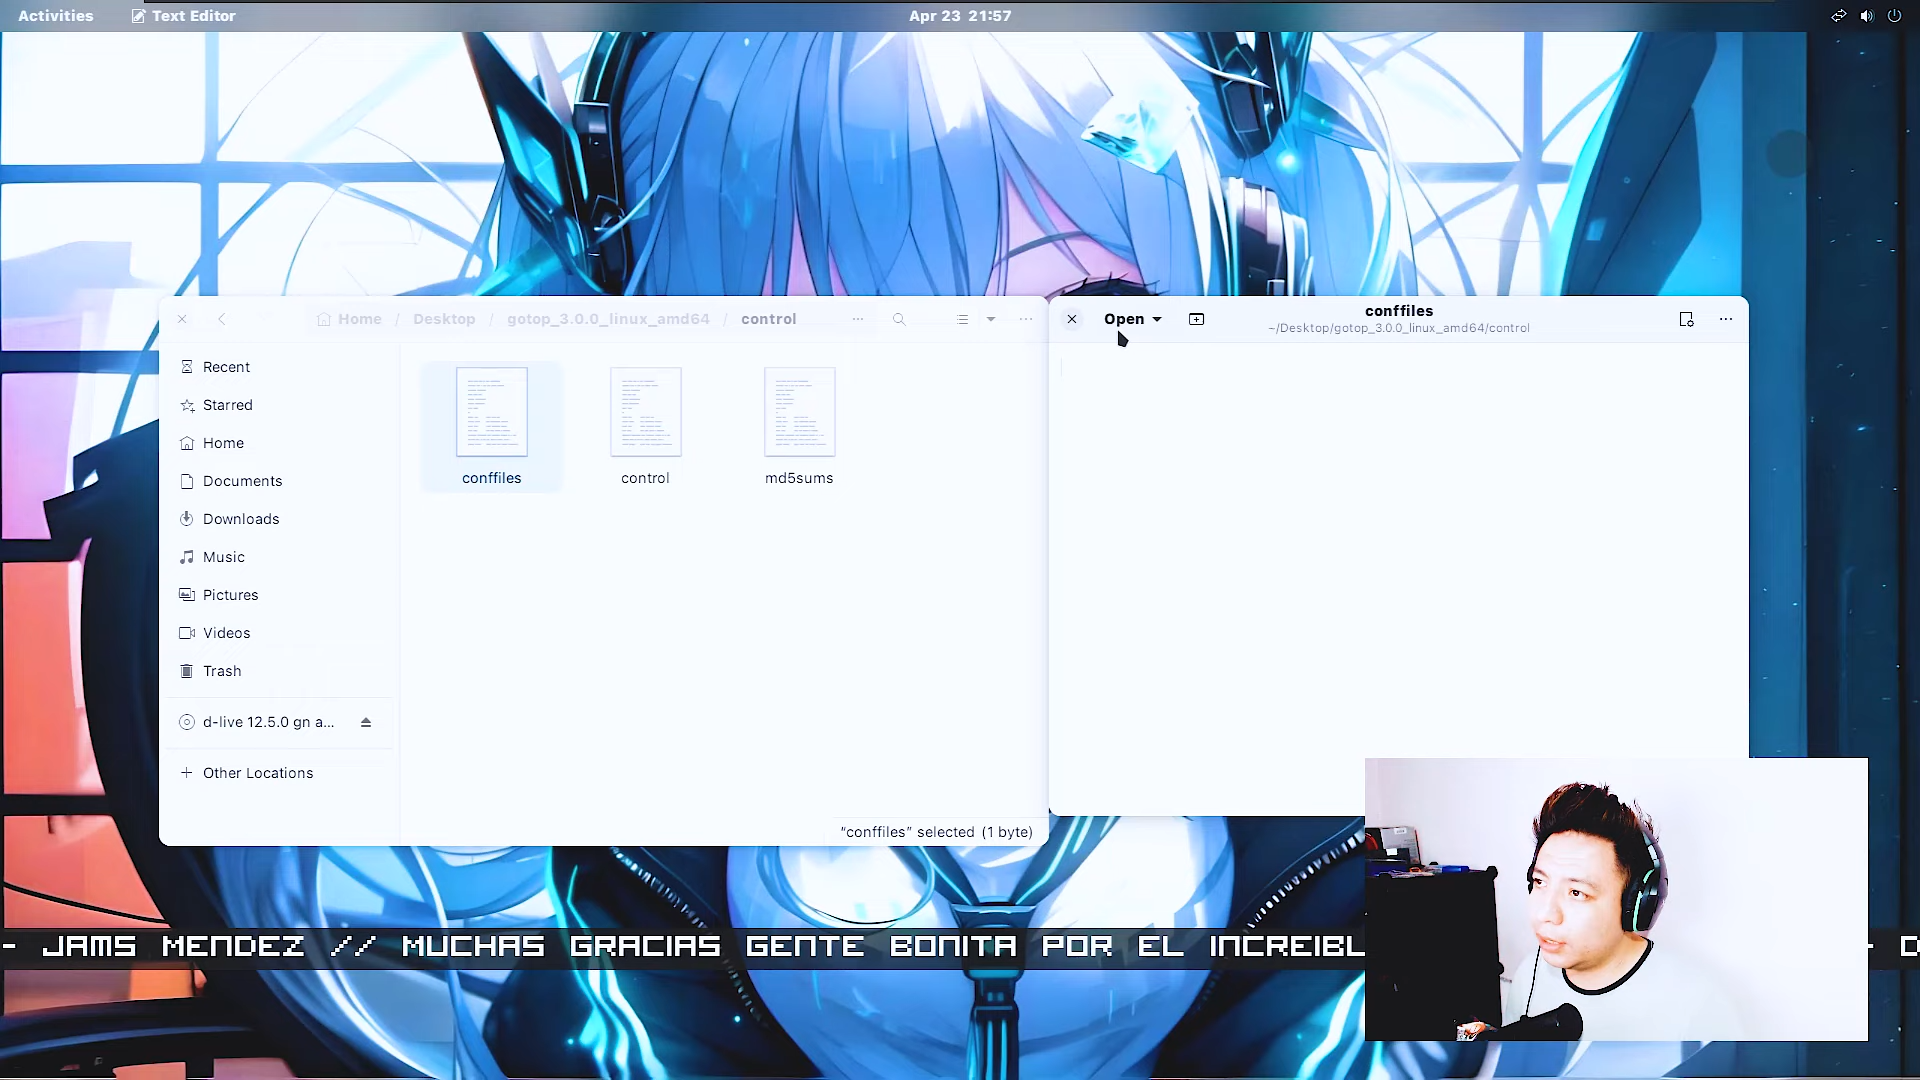 Activities
Text Editor
Apr 23 21:57
Home / Desktop / gotop_3.0.0_linux_amd64 / control
Open
conffiles
~/Desktop/gotop_3.0.0_linux_amd64/control
Recent
Starred
Home
Documents
Downloads
Music
Pictures
Videos
Trash
d-live 12.5.0 gn a...
Other Locations
conffiles
control
md5sums
“conffiles” selected (1 byte)
- JAMS MENDEZ // MUCHAS GRACIAS GENTE BONITA POR EL INCREIBL